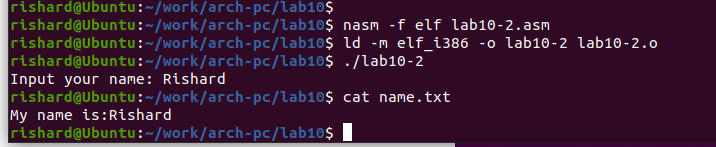 rishard@Ubuntu:~/work/arch-pc/lab10$
rishard@Ubuntu:~/work/arch-pc/lab10$ nasm -f elf lab10-2.asm
rishard@Ubuntu:~/work/arch-pc/lab10$ ld -m elf_i386 -o lab10-2 lab10-2.o
rishard@Ubuntu:~/work/arch-pc/lab10$ ./lab10-2
Input your name: Rishard
rishard@Ubuntu:~/work/arch-pc/lab10$ cat name.txt
My name is:Rishard
rishard@Ubuntu:~/work/arch-pc/lab10$